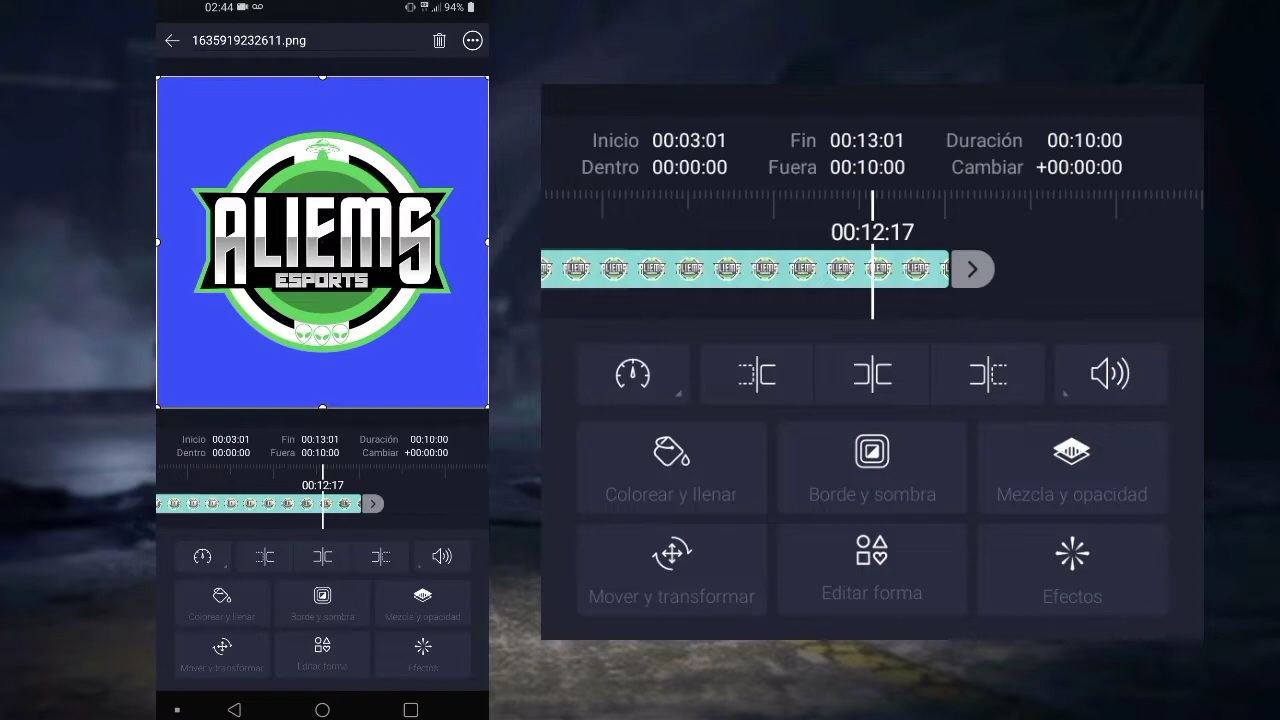 02:44
94%
1635919232611.png
ALIEMS
ESPORTS
Inicio 00:03:01 Fin 00:13:01 Duración 00:10:00
Dentro 00:00:00 Fuera 00:10:00 Cambiar +00:00:00
00:12:17
Colorear y llenar Borde y sombra Mezcla y opacidad
Mover y transformar Editar forma Efectos
Inicio 00:03:01 Fin 00:13:01 Duración 00:10:00
Dentro 00:00:00 Fuera 00:10:00 Cambiar +00:00:00
00:12:17
Colorear y llenar Borde y sombra Mezcla y opacidad
Mover y transformar Editar forma Efectos